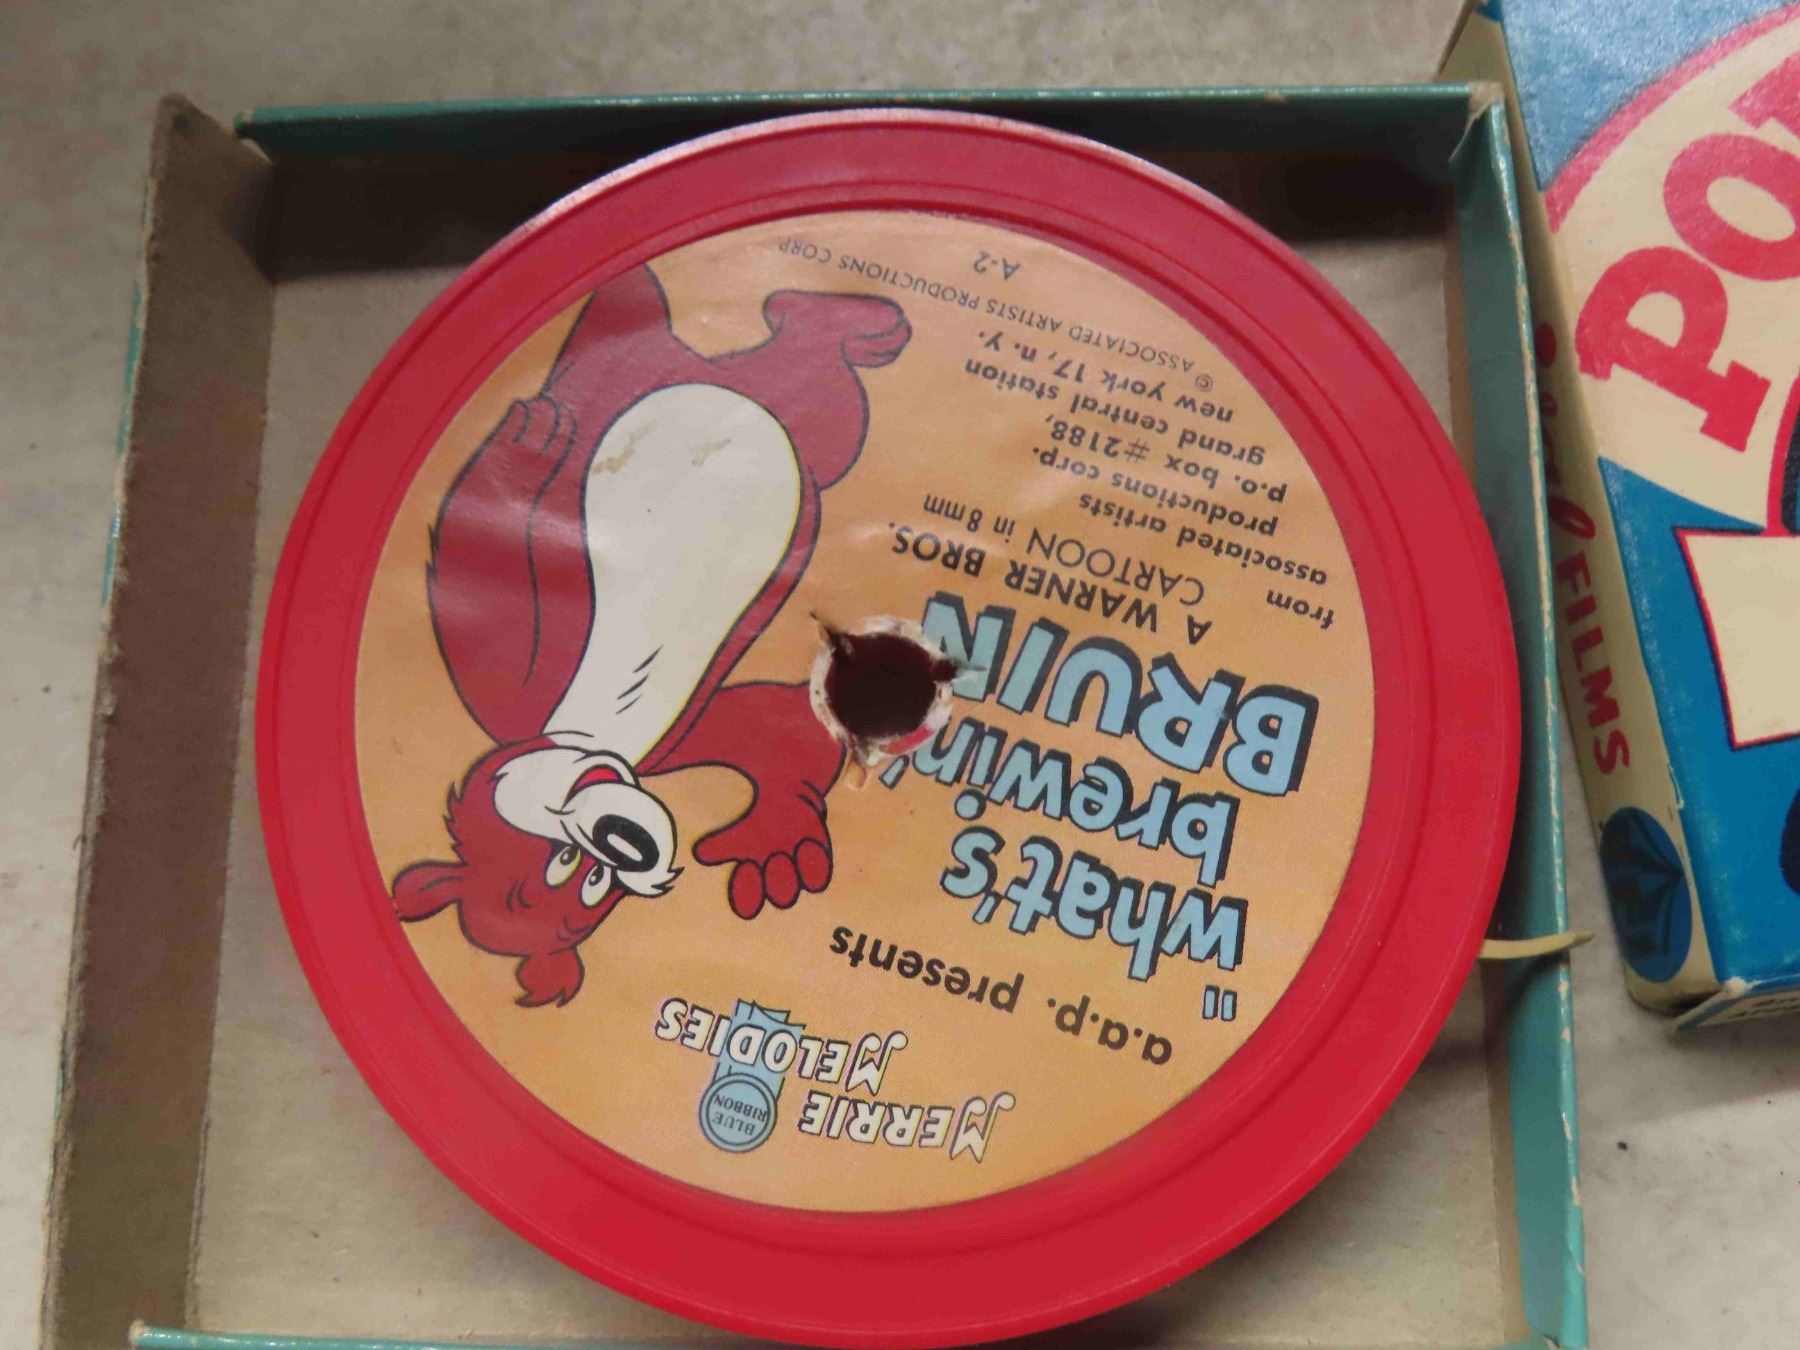 MERRIE
MELODIES
BLUE
RIBBON
a.a.p. presents
"what's
brewin'
BRUIN
A WARNER BROS.
CARTOON in 8mm
from
associated artists
productions corp.
p.o. box #2188,
grand central station
new york 17, n. y.
© ASSOCIATED ARTISTS PRODUCTIONS CORP
A-2
FILMS